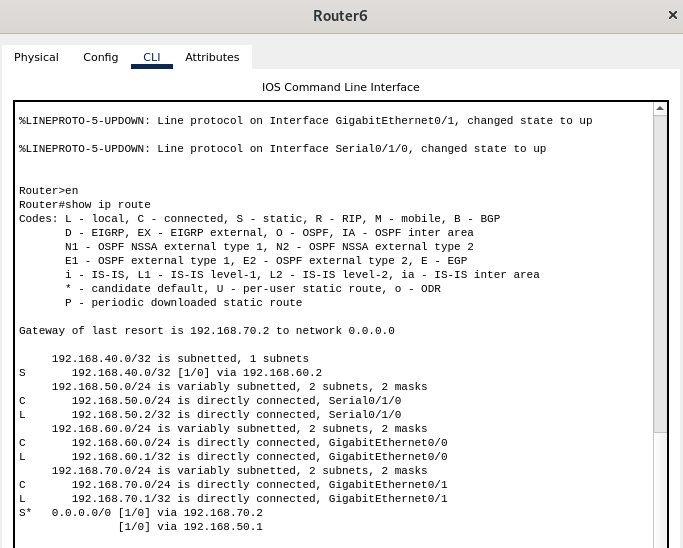 Router6
Physical Config CLI Attributes
IOS Command Line Interface
%LINEPROTO-5-UPDOWN: Line protocol on Interface GigabitEthernet0/1, changed state to up
%LINEPROTO-5-UPDOWN: Line protocol on Interface Serial0/1/0, changed state to up
Router>en
Router#show ip route
Codes: L - local, C - connected, S - static, R - RIP, M - mobile, B - BGP
       D - EIGRP, EX - EIGRP external, O - OSPF, IA - OSPF inter area
       N1 - OSPF NSSA external type 1, N2 - OSPF NSSA external type 2
       E1 - OSPF external type 1, E2 - OSPF external type 2, E - EGP
       i - IS-IS, L1 - IS-IS level-1, L2 - IS-IS level-2, ia - IS-IS inter area
       * - candidate default, U - per-user static route, o - ODR
       P - periodic downloaded static route
Gateway of last resort is 192.168.70.2 to network 0.0.0.0
     192.168.40.0/32 is subnetted, 1 subnets
S       192.168.40.0/32 [1/0] via 192.168.60.2
     192.168.50.0/24 is variably subnetted, 2 subnets, 2 masks
C       192.168.50.0/24 is directly connected, Serial0/1/0
L       192.168.50.2/32 is directly connected, Serial0/1/0
     192.168.60.0/24 is variably subnetted, 2 subnets, 2 masks
C       192.168.60.0/24 is directly connected, GigabitEthernet0/0
L       192.168.60.1/32 is directly connected, GigabitEthernet0/0
     192.168.70.0/24 is variably subnetted, 2 subnets, 2 masks
C       192.168.70.0/24 is directly connected, GigabitEthernet0/1
L       192.168.70.1/32 is directly connected, GigabitEthernet0/1
S*   0.0.0.0/0 [1/0] via 192.168.70.2
               [1/0] via 192.168.50.1